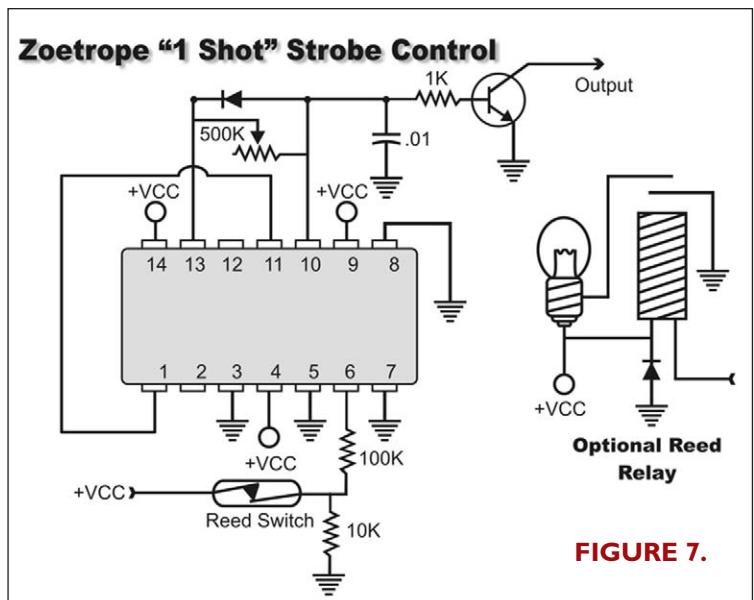 Zoetrope “1 Shot” Strobe Control
1K
Output
500K
.01
+VCC
+VCC
14 13 12 11 10 9 8
1 2 3 4 5 6 7
+VCC
100K
+VCC
Reed Switch
10K
+VCC
Optional Reed
Relay
FIGURE 7.